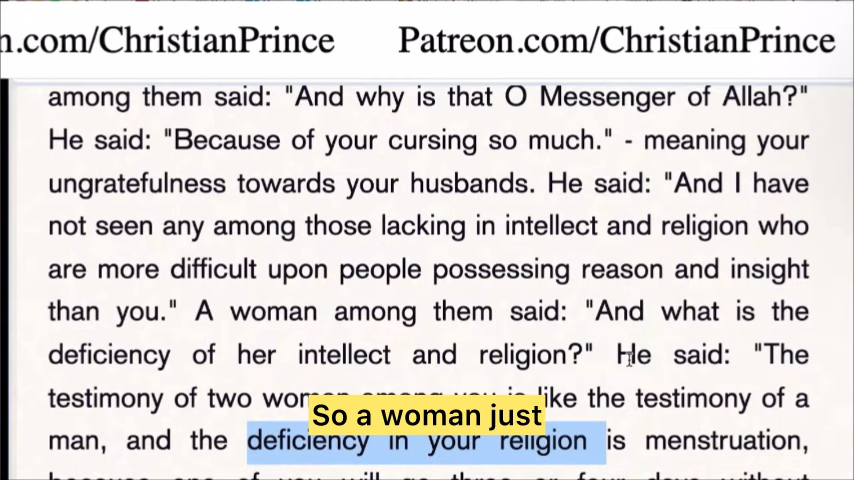 n.com/ChristianPrince Patreon.com/ChristianPrince
among them said: "And why is that O Messenger of Allah?"
He said: "Because of your cursing so much." - meaning your
ungratefulness towards your husbands. He said: "And I have
not seen any among those lacking in intellect and religion who
are more difficult upon people possessing reason and insight
than you." A woman among them said: "And what is the
deficiency of her intellect and religion?" He said: "The
testimony of two women among you is like the testimony of a
So a woman just
man, and the deficiency in your religion is menstruation,